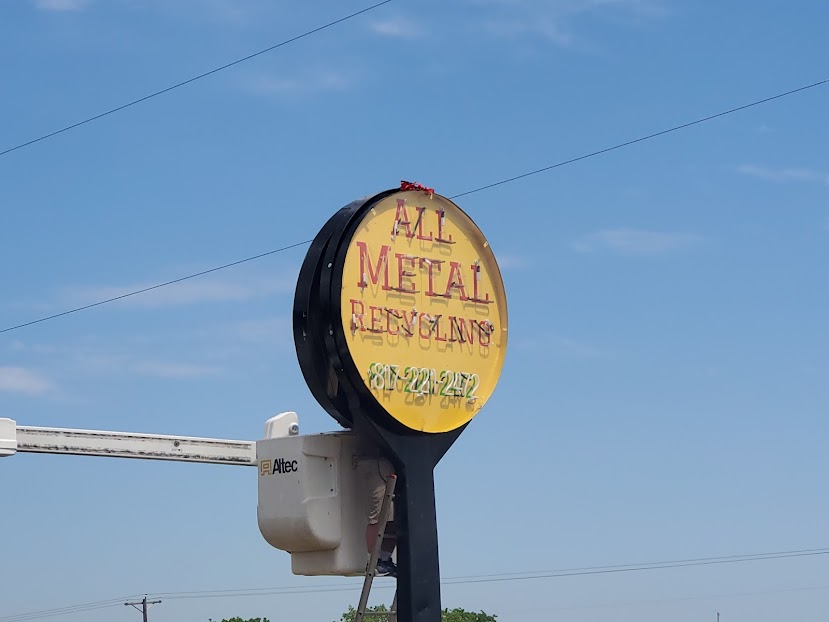 ALL
METAL
RECYCLING
817-221-2472
Altec